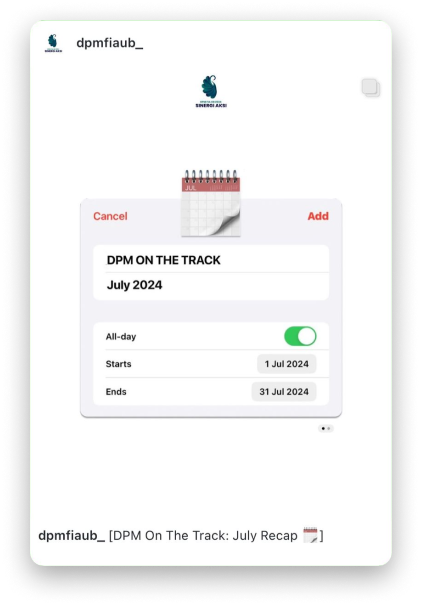 dpmfiaub_
SINERGI AKSI
JUL
Cancel
Add
DPM ON THE TRACK
July 2024
All-day
Starts
1 Jul 2024
Ends
31 Jul 2024
dpmfiaub_ [DPM On The Track: July Recap 🗓️]